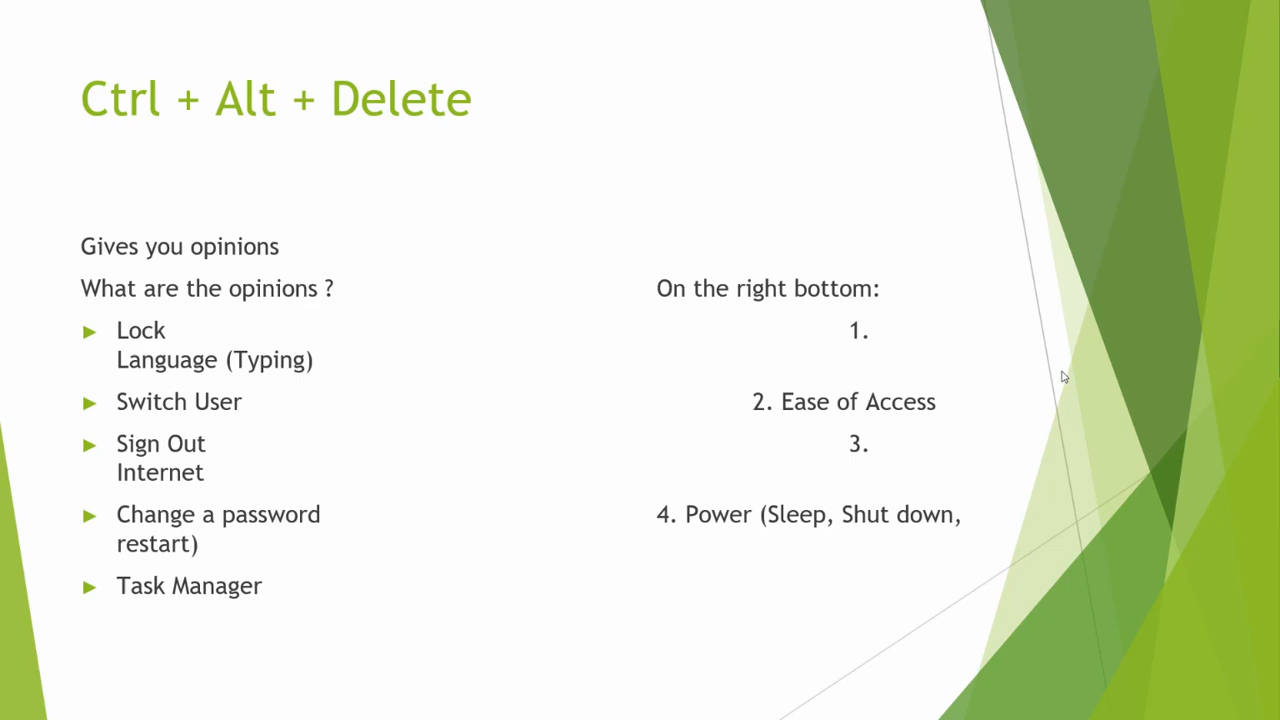 Ctrl + Alt + Delete
Gives you opinions
What are the opinions ? On the right bottom:
Lock 1.
Language (Typing)
Switch User 2. Ease of Access
Sign Out 3.
Internet
Change a password 4. Power (Sleep, Shut down,
restart)
Task Manager